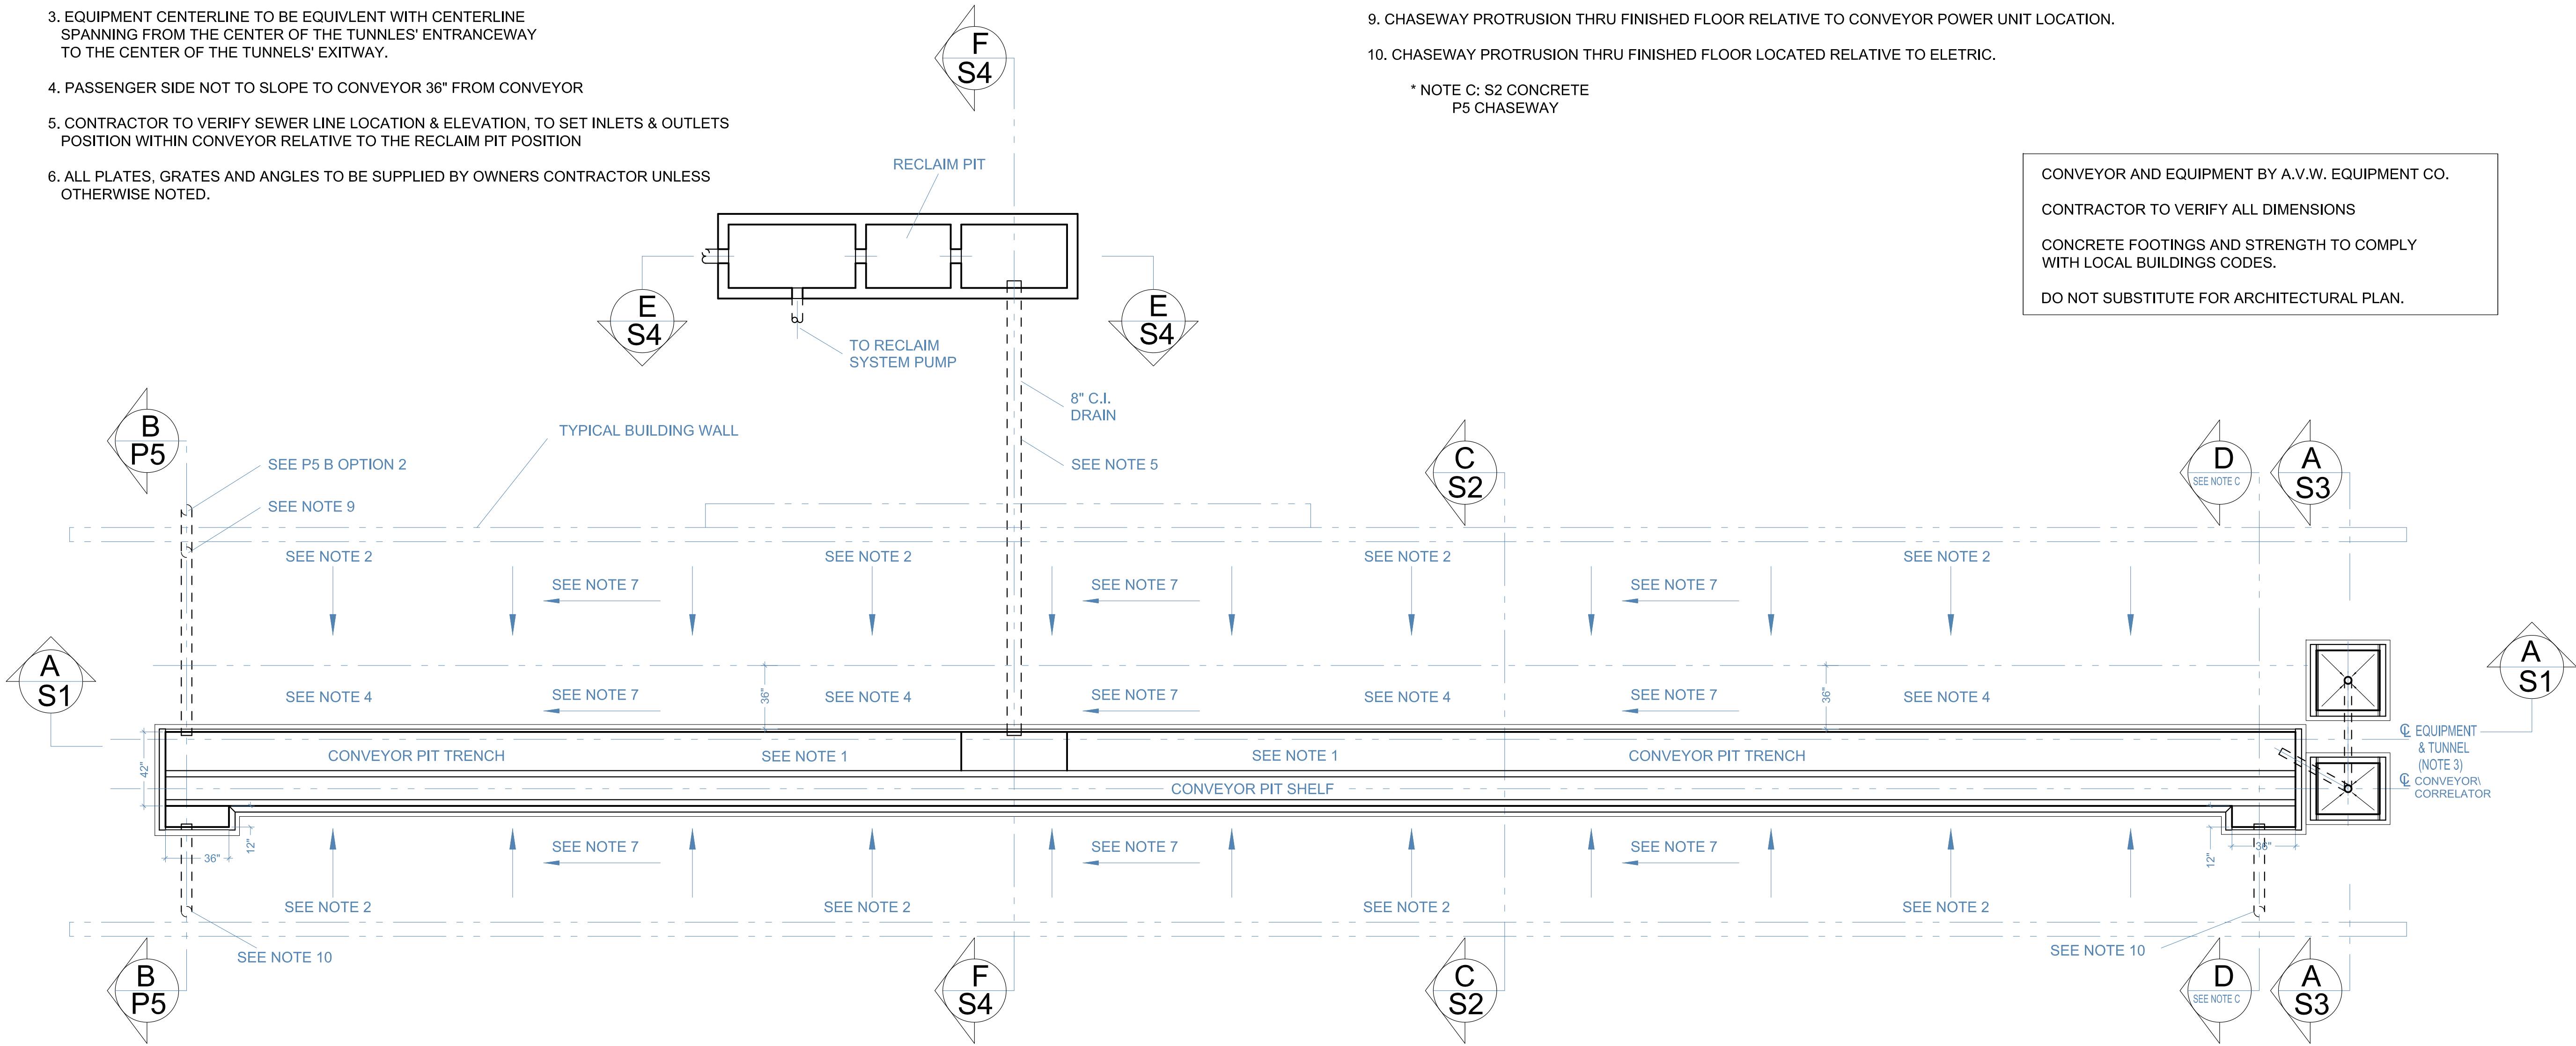 3. EQUIPMENT CENTERLINE TO BE EQUIVLENT WITH CENTERLINE
SPANNING FROM THE CENTER OF THE TUNNLES' ENTRANCEWAY
TO THE CENTER OF THE TUNNELS' EXITWAY.
4. PASSENGER SIDE NOT TO SLOPE TO CONVEYOR 36" FROM CONVEYOR
5. CONTRACTOR TO VERIFY SEWER LINE LOCATION & ELEVATION, TO SET INLETS & OUTLETS
POSITION WITHIN CONVEYOR RELATIVE TO THE RECLAIM PIT POSITION
6. ALL PLATES, GRATES AND ANGLES TO BE SUPPLIED BY OWNERS CONTRACTOR UNLESS
OTHERWISE NOTED.
9. CHASEWAY PROTRUSION THRU FINISHED FLOOR RELATIVE TO CONVEYOR POWER UNIT LOCATION.
10. CHASEWAY PROTRUSION THRU FINISHED FLOOR LOCATED RELATIVE TO ELETRIC.
* NOTE C: S2 CONCRETE
P5 CHASEWAY
CONVEYOR AND EQUIPMENT BY A.V.W. EQUIPMENT CO.
CONTRACTOR TO VERIFY ALL DIMENSIONS
CONCRETE FOOTINGS AND STRENGTH TO COMPLY
WITH LOCAL BUILDINGS CODES.
DO NOT SUBSTITUTE FOR ARCHITECTURAL PLAN.
F
S4
RECLAIM PIT
E
S4
E
S4
TO RECLAIM
SYSTEM PUMP
8" C.I.
DRAIN
SEE NOTE 5
TYPICAL BUILDING WALL
B
P5
SEE P5 B OPTION 2
SEE NOTE 9
C
S2
D
SEE NOTE C
A
S3
SEE NOTE 2
SEE NOTE 2
SEE NOTE 2
SEE NOTE 2
SEE NOTE 7
SEE NOTE 7
SEE NOTE 7
A
S1
A
S1
SEE NOTE 4
SEE NOTE 7
36"
SEE NOTE 4
SEE NOTE 7
SEE NOTE 4
SEE NOTE 7
36"
SEE NOTE 4
CONVEYOR PIT TRENCH
SEE NOTE 1
SEE NOTE 1
CONVEYOR PIT TRENCH
CL EQUIPMENT
& TUNNEL
(NOTE 3)
CL CONVEYOR\
CORRELATOR
42"
CONVEYOR PIT SHELF
36"
12"
SEE NOTE 7
SEE NOTE 7
SEE NOTE 7
12"
36"
SEE NOTE 2
SEE NOTE 2
SEE NOTE 2
SEE NOTE 2
SEE NOTE 10
SEE NOTE 10
B
P5
F
S4
C
S2
D
SEE NOTE C
A
S3